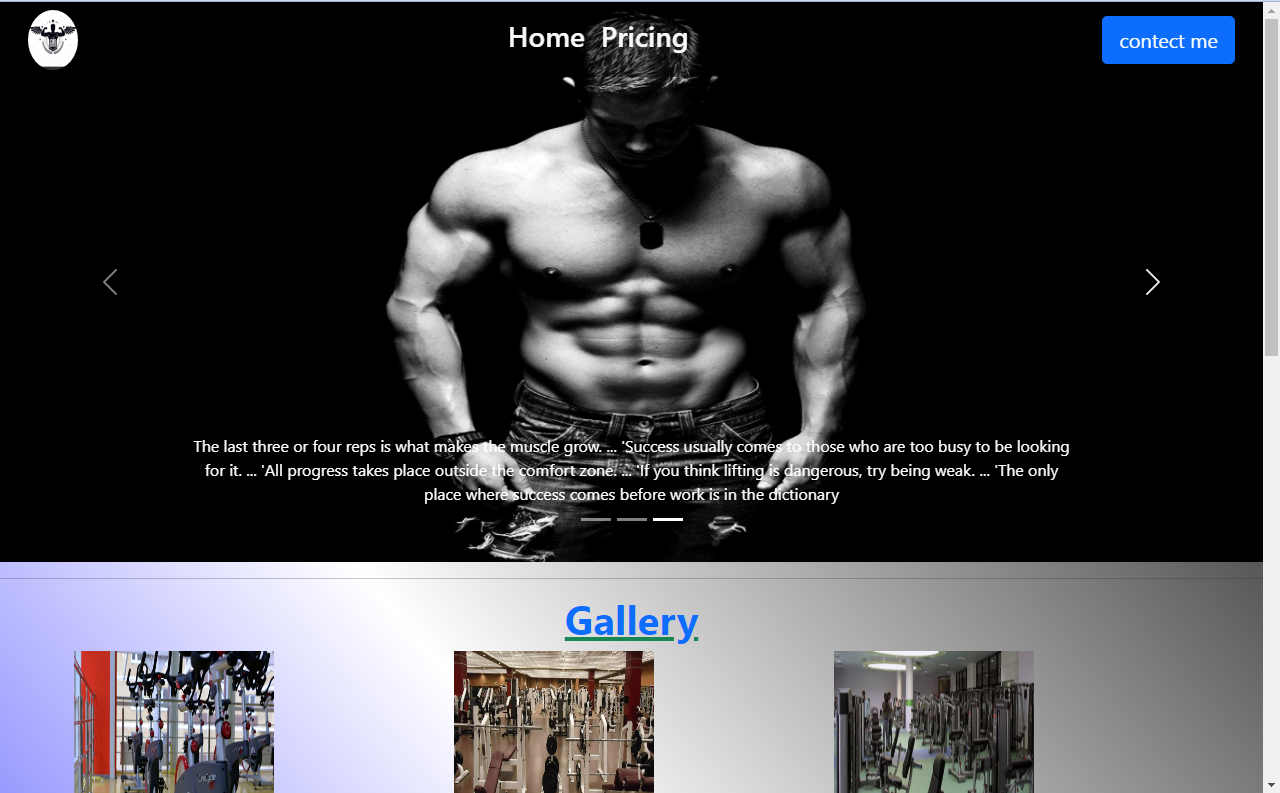 Home Pricing
contect me
The last three or four reps is what makes the muscle grow. ... 'Success usually comes to those who are too busy to be looking
for it. ... 'All progress takes place outside the comfort zone. ... 'If you think lifting is dangerous, try being weak. ... 'The only
place where success comes before work is in the dictionary
Gallery